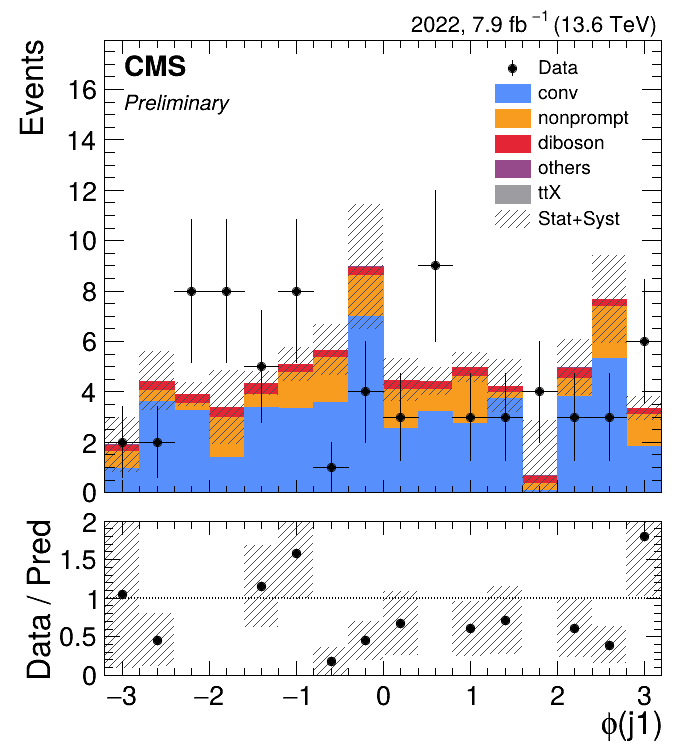 2022, 7.9 fb⁻¹ (13.6 TeV)
CMS
Preliminary
Events
16
14
12
10
8
6
4
2
0
Data
conv
nonprompt
diboson
others
ttX
Stat+Syst
Data / Pred
2
1.5
1
0.5
0
−3 −2 −1 0 1 2 3
ϕ(j1)